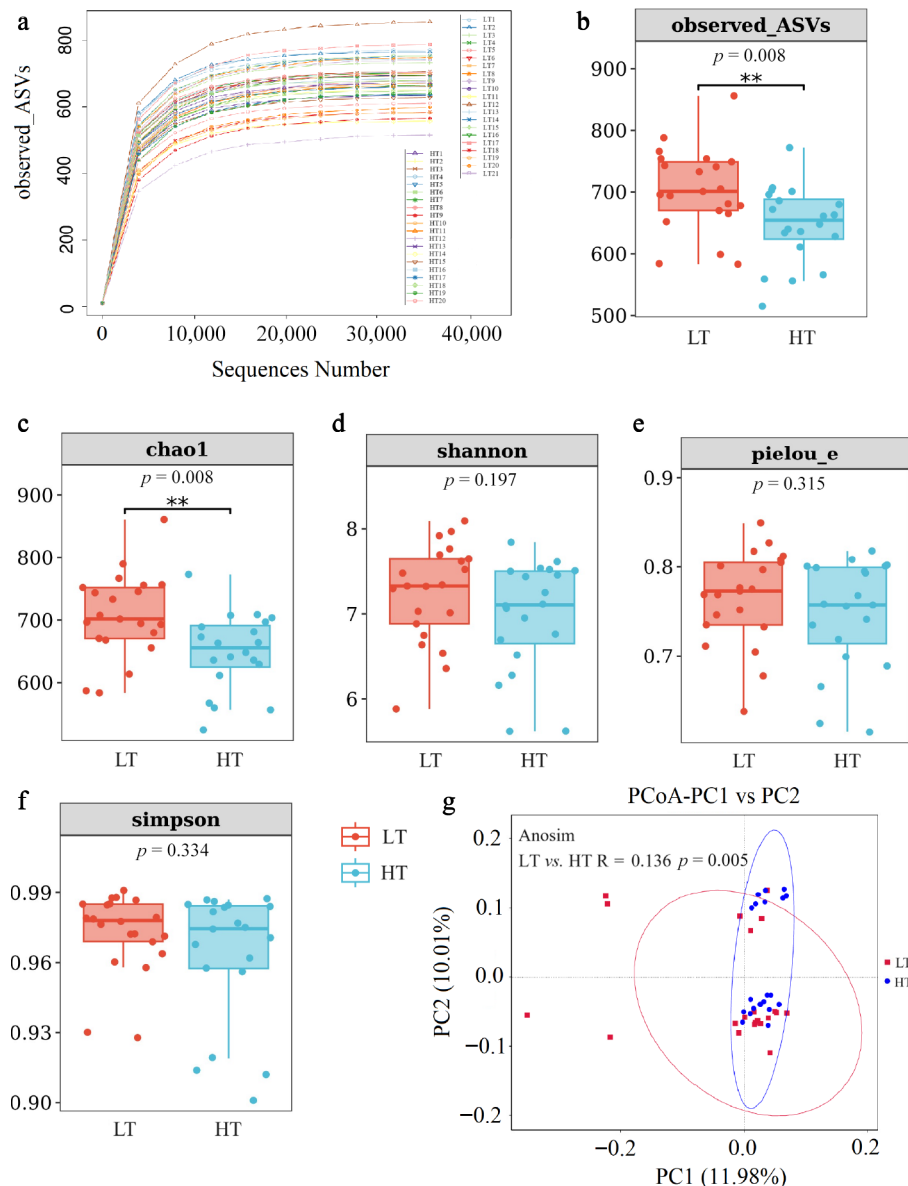 a
observed_ASVs
800
600
400
200
0
0
10,000
20,000
30,000
40,000
Sequences Number
LT1
LT2
LT3
LT4
LT5
LT6
LT7
LT8
LT9
LT10
LT11
LT12
LT13
LT14
LT15
LT16
LT17
LT18
LT19
LT20
LT21
HT1
HT2
HT3
HT4
HT5
HT6
HT7
HT8
HT9
HT10
HT11
HT12
HT13
HT14
HT15
HT16
HT17
HT18
HT19
HT20
b
observed_ASVs
p = 0.008
**
900
800
700
600
500
LT
HT
c
chao1
p = 0.008
**
900
800
700
600
LT
HT
d
shannon
p = 0.197
8
7
6
LT
HT
e
pielou_e
p = 0.315
0.9
0.8
0.7
LT
HT
f
simpson
p = 0.334
0.99
0.96
0.93
0.90
LT
HT
LT
HT
g
PCoA-PC1 vs PC2
Anosim
LT vs. HT R = 0.136 p = 0.005
PC2 (10.01%)
0.2
0.1
0.0
−0.1
−0.2
−0.2
0.0
0.2
PC1 (11.98%)
LT
HT